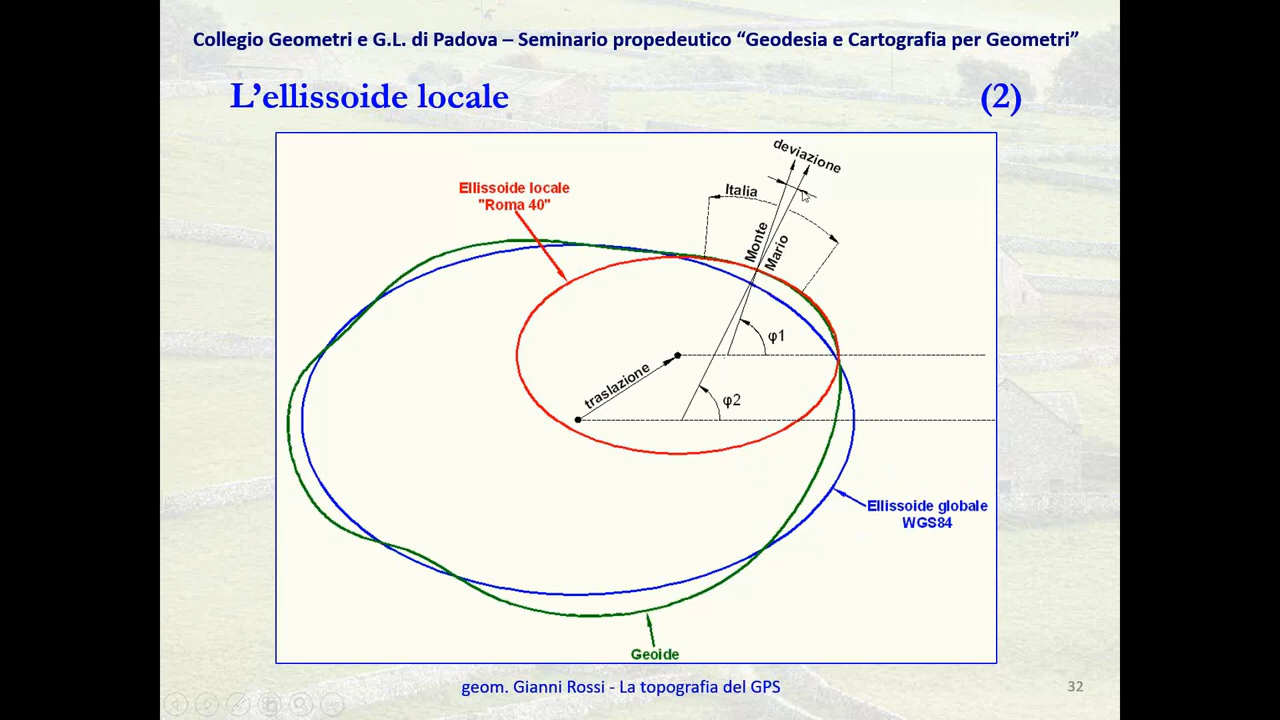 Collegio Geometri e G.L. di Padova – Seminario propedeutico “Geodesia e Cartografia per Geometri”
L’ellissoide locale (2)
deviazione
Italia
Ellissoide locale
"Roma 40"
Monte
Mario
φ1
traslazione
φ2
Ellissoide globale
WGS84
Geoide
geom. Gianni Rossi - La topografia del GPS
32